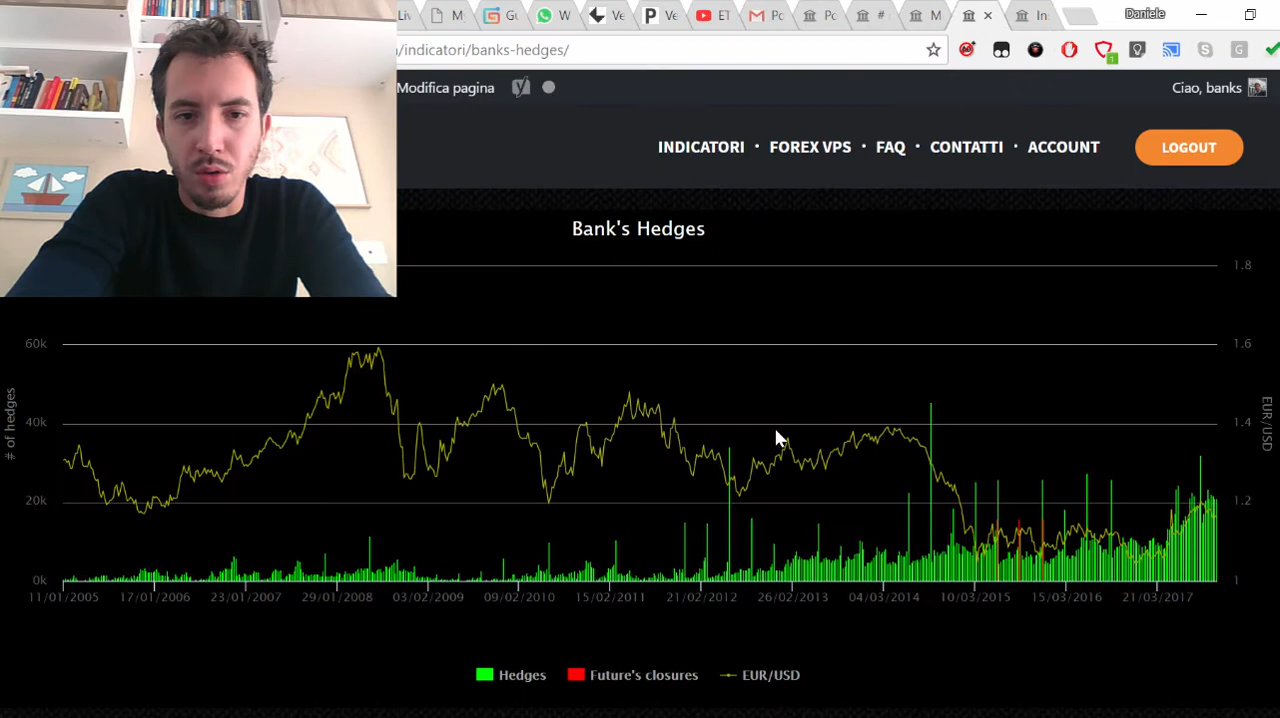 Daniele
/indicatori/banks-hedges/
Modifica pagina
Ciao, banks
INDICATORI · FOREX VPS · FAQ · CONTATTI · ACCOUNT
LOGOUT
Bank's Hedges
1.8
60k
1.6
# of hedges
40k
1.4
EUR/USD
20k
1.2
0k
1
11/01/2005 17/01/2006 23/01/2007 29/01/2008 03/02/2009 09/02/2010 15/02/2011 21/02/2012 26/02/2013 04/03/2014 10/03/2015 15/03/2016 21/03/2017
Hedges Future's closures EUR/USD